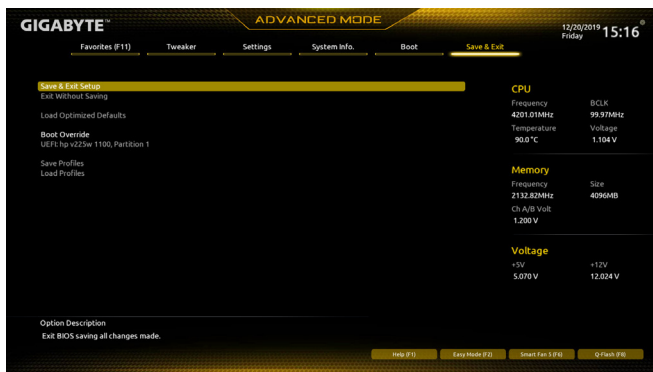 GIGABYTE™
ADVANCED MODE
12/20/2019 Friday 15:16
Favorites (F11) Tweaker Settings System Info. Boot Save & Exit
Save & Exit Setup
Exit Without Saving
Load Optimized Defaults
Boot Override
UEFI: hp v225w 1100, Partition 1
Save Profiles
Load Profiles
CPU
Frequency BCLK
4201.01MHz 99.97MHz
Temperature Voltage
90.0 °C 1.104 V
Memory
Frequency Size
2132.82MHz 4096MB
Ch A/B Volt
1.200 V
Voltage
+5V +12V
5.070 V 12.024 V
Option Description
Exit BIOS saving all changes made.
Help (F1) Easy Mode (F2) Smart Fan 5 (F6) Q-Flash (F8)